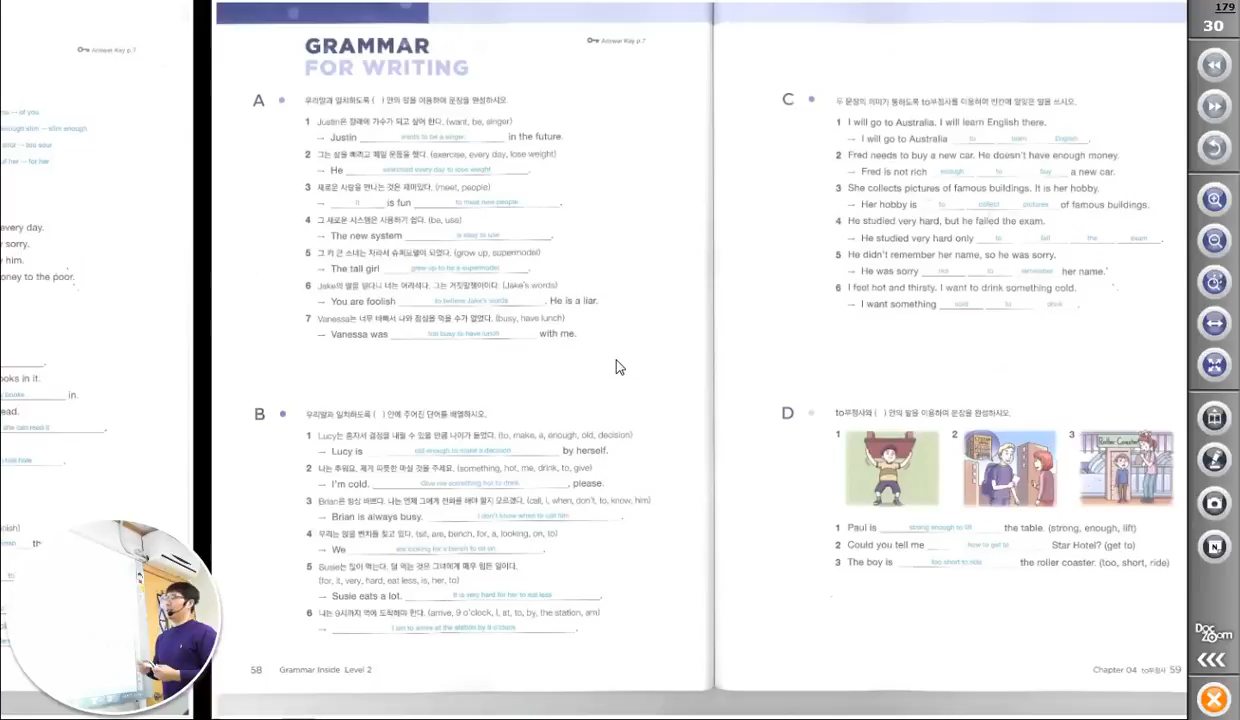 Answer Key p.7
of you
enough slim → slim enough
too sour
of her → for her
every day.
sorry.
him.
money to the poor.
books in it.
books in.
read.
she can read it
GRAMMAR
FOR WRITING
Answer Key p.7
A 우리말과 일치하도록 ( ) 안의 말을 이용하여 문장을 완성하시오.
1 Justin은 장래에 가수가 되고 싶어 한다. (want, be, singer)
→ Justin wants to be a singer in the future.
2 그는 살을 빼려고 매일 운동을 했다. (exercise, every day, lose weight)
→ He exercised every day to lose weight.
3 새로운 사람을 만나는 것은 재미있다. (meet, people)
→ It is fun to meet new people.
4 그 새로운 시스템은 사용하기 쉽다. (be, use)
→ The new system is easy to use.
5 그 키 큰 소녀는 자라서 슈퍼모델이 되었다. (grow up, supermodel)
→ The tall girl grew up to be a supermodel.
6 Jake의 말을 믿다니 너는 어리석다. 그는 거짓말쟁이이다. (Jake's words)
→ You are foolish to believe Jake's words. He is a liar.
7 Vanessa는 너무 바빠서 나와 점심을 먹을 수가 없었다. (busy, have lunch)
→ Vanessa was too busy to have lunch with me.
B 우리말과 일치하도록 ( ) 안에 주어진 단어를 배열하시오.
1 Lucy는 혼자서 결정을 내릴 수 있을 만큼 나이가 들었다. (to, make, a, enough, old, decision)
→ Lucy is old enough to make a decision by herself.
2 나는 추워요. 제게 따뜻한 마실 것을 주세요. (something, hot, me, drink, to, give)
→ I'm cold. Give me something hot to drink, please.
3 Brian은 항상 바쁘다. 나는 언제 그에게 전화를 해야 할지 모르겠다. (call, I, when, don't, to, know, him)
→ Brian is always busy. I don't know when to call him.
4 우리는 앉을 벤치를 찾고 있다. (sit, are, bench, for, a, looking, on, to)
→ We are looking for a bench to sit on.
5 Susie는 많이 먹는다. 덜 먹는 것은 그녀에게 매우 힘든 일이다.
(for, it, very, hard, eat less, is, her, to)
→ Susie eats a lot. It is very hard for her to eat less.
6 나는 9시까지 역에 도착해야 한다. (arrive, 9 o'clock, I, at, to, by, the station, am)
→ I am to arrive at the station by 9 o'clock.
58 Grammar Inside Level 2
C 두 문장의 의미가 통하도록 to부정사를 이용하여 빈칸에 알맞은 말을 쓰시오.
1 I will go to Australia. I will learn English there.
→ I will go to Australia to learn English.
2 Fred needs to buy a new car. He doesn't have enough money.
→ Fred is not rich enough to buy a new car.
3 She collects pictures of famous buildings. It is her hobby.
→ Her hobby is to collect pictures of famous buildings.
4 He studied very hard, but he failed the exam.
→ He studied very hard only to fail the exam.
5 He didn't remember her name, so he was sorry.
→ He was sorry not to remember her name.
6 I feel hot and thirsty. I want to drink something cold.
→ I want something cold to drink.
D to부정사와 ( ) 안의 말을 이용하여 문장을 완성하시오.
1 2 3
Roller Coaster
1 Paul is strong enough to lift the table. (strong, enough, lift)
2 Could you tell me how to get to Star Hotel? (get to)
3 The boy is too short to ride the roller coaster. (too, short, ride)
Chapter 04 to부정사 59
179
30
N
DocZoom